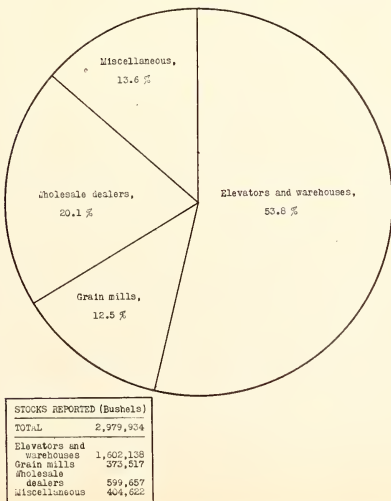 Miscellaneous,
13.6 %
Wholesale dealers,
20.1 %
Elevators and warehouses,
53.8 %
Grain mills,
12.5 %
STOCKS REPORTED (Bushels)
TOTAL 2,979,934
Elevators and
warehouses 1,602,138
Grain mills 373,517
Wholesale
dealers 599,657
Miscellaneous 404,622